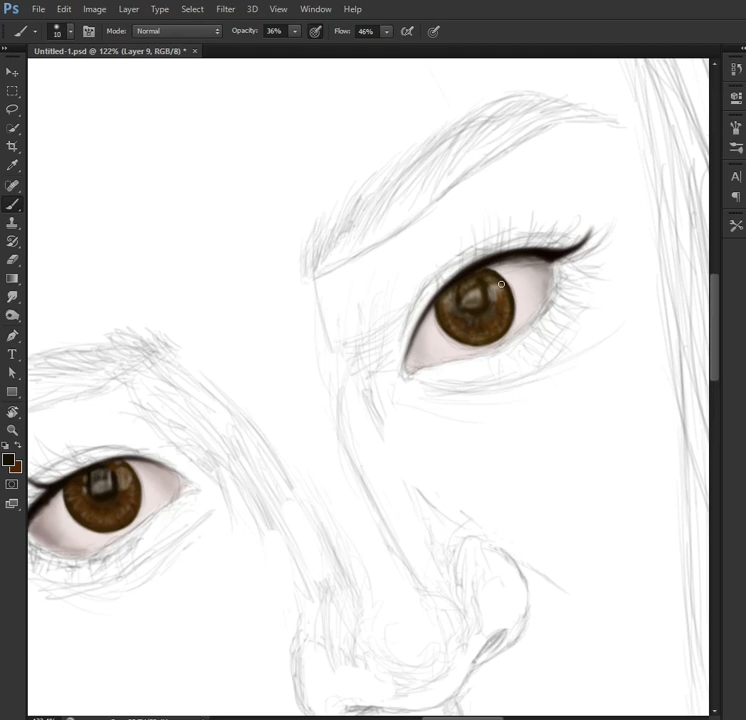 Ps File Edit Image Layer Type Select Filter 3D View Window Help
10 Mode: Normal Opacity: 36% Flow: 46%
Untitled-1.psd @ 122% (Layer 9, RGB/8) * ×